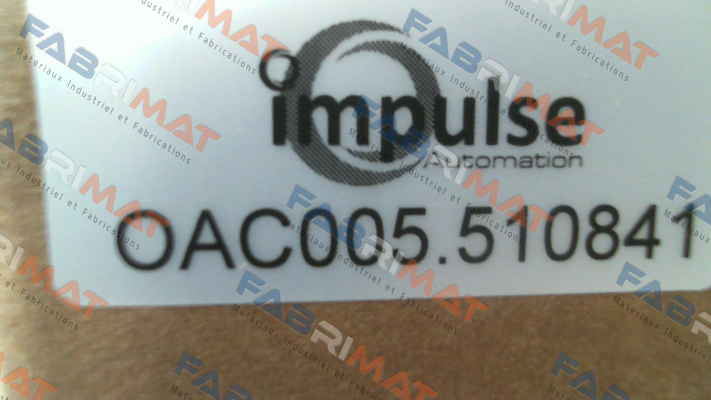 impulse
Automation
OAC005.510841
FABRIMAT
Materiaux Industriel et Fabrications